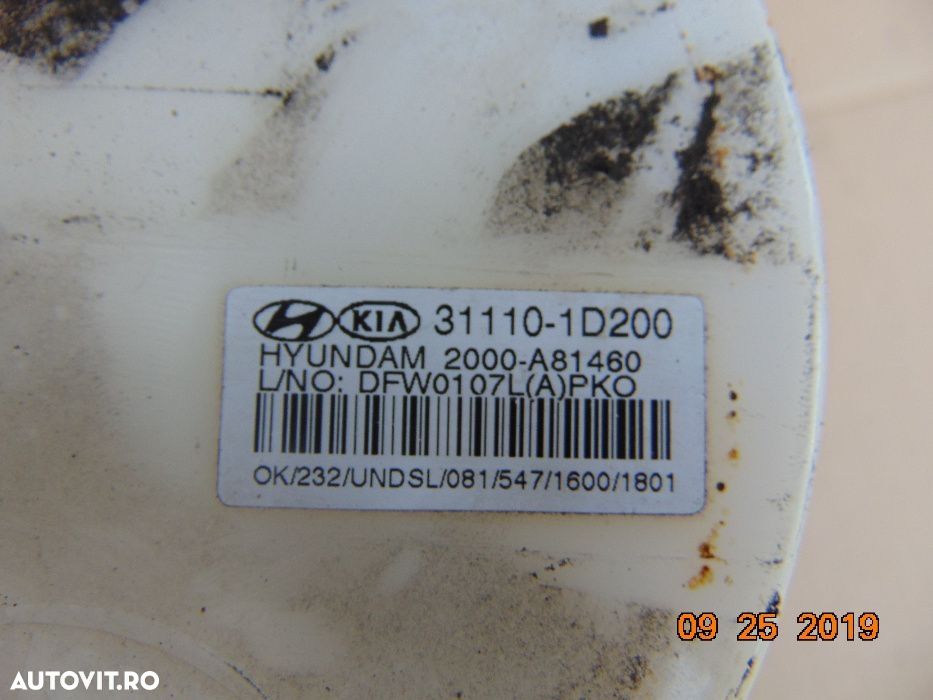 KIA 31110-1D200
HYUNDAM 2000-A81460
L/NO: DFW0107L(A)PKO
OK/232/UNDSL/081/547/1600/1801
09 25 2019
AUTOVIT.RO